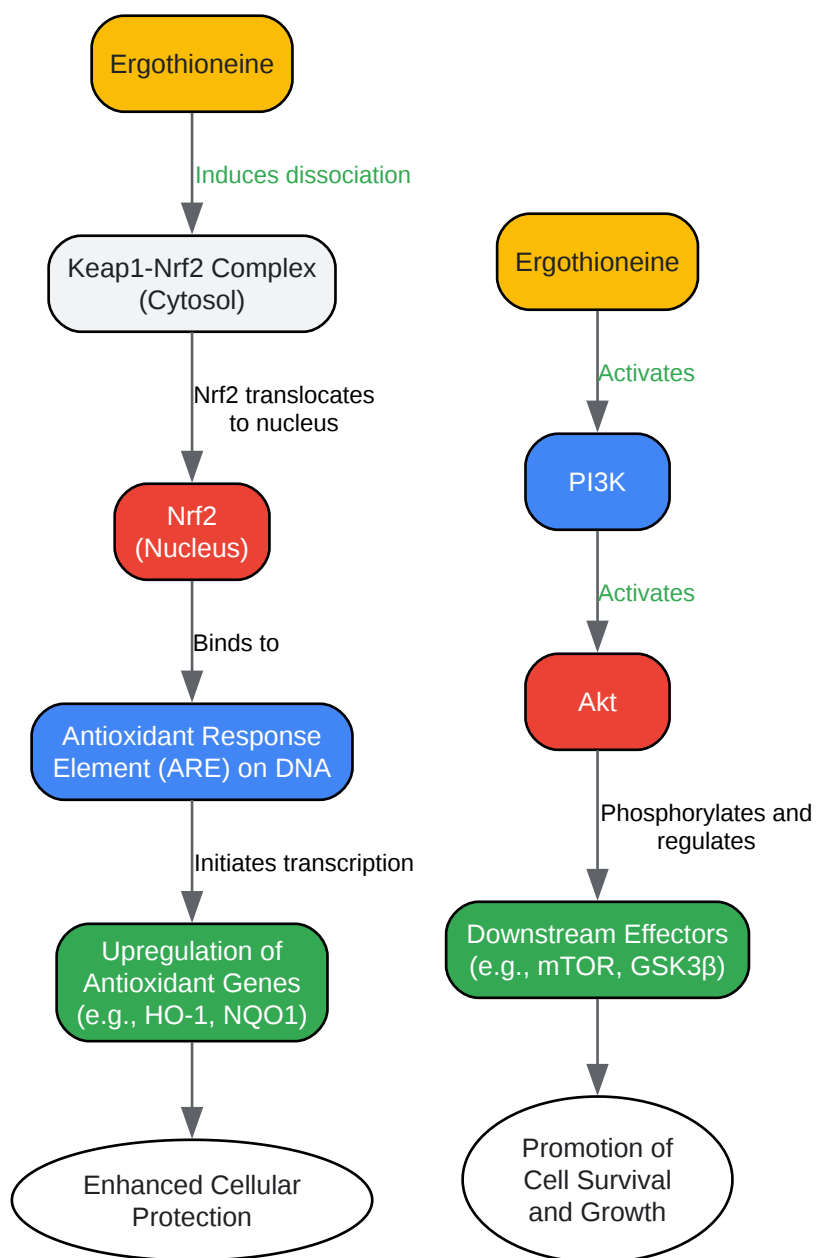 Ergothioneine
Induces dissociation
Keap1-Nrf2 Complex
(Cytosol)
Nrf2 translocates
to nucleus
Nrf2
(Nucleus)
Binds to
Antioxidant Response
Element (ARE) on DNA
Initiates transcription
Upregulation of
Antioxidant Genes
(e.g., HO-1, NQO1)
Enhanced Cellular
Protection
Ergothioneine
Activates
PI3K
Activates
Akt
Phosphorylates and
regulates
Downstream Effectors
(e.g., mTOR, GSK3β)
Promotion of
Cell Survival
and Growth